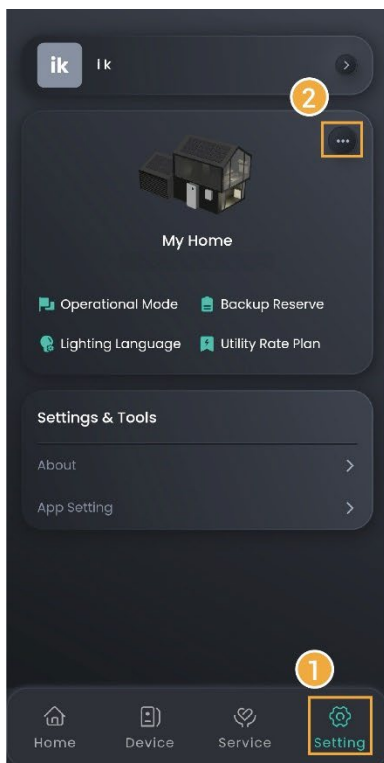 ik I k
2
...
My Home
Operational Mode Backup Reserve
Lighting Language Utility Rate Plan
Settings & Tools
About
App Setting
1
Home Device Service Setting